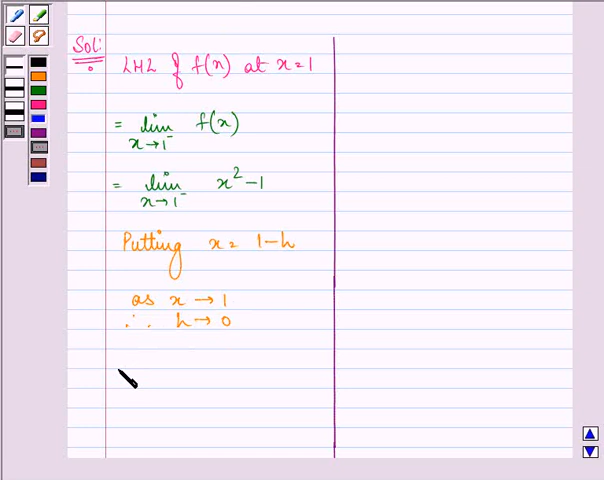 Sol:
LHL of f(x) at x = 1
= lim x→1⁻ f(x)
= lim x→1⁻ x² - 1
Putting x = 1-h
as x → 1
∴ h → 0